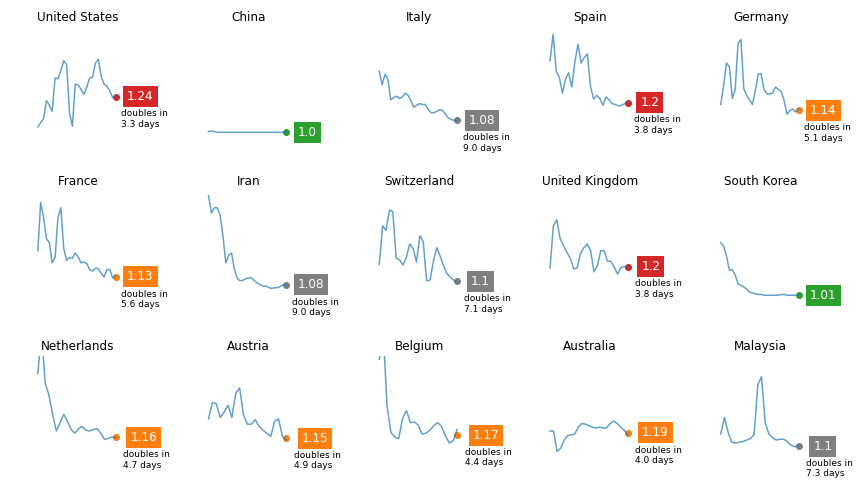 United States
China
Italy
Spain
Germany
1.24
doubles in
3.3 days
1.0
1.08
doubles in
9.0 days
1.2
doubles in
3.8 days
1.14
doubles in
5.1 days
France
Iran
Switzerland
United Kingdom
South Korea
1.13
doubles in
5.6 days
1.08
doubles in
9.0 days
1.1
doubles in
7.1 days
1.2
doubles in
3.8 days
1.01
Netherlands
Austria
Belgium
Australia
Malaysia
1.16
doubles in
4.7 days
1.15
doubles in
4.9 days
1.17
doubles in
4.4 days
1.19
doubles in
4.0 days
1.1
doubles in
7.3 days